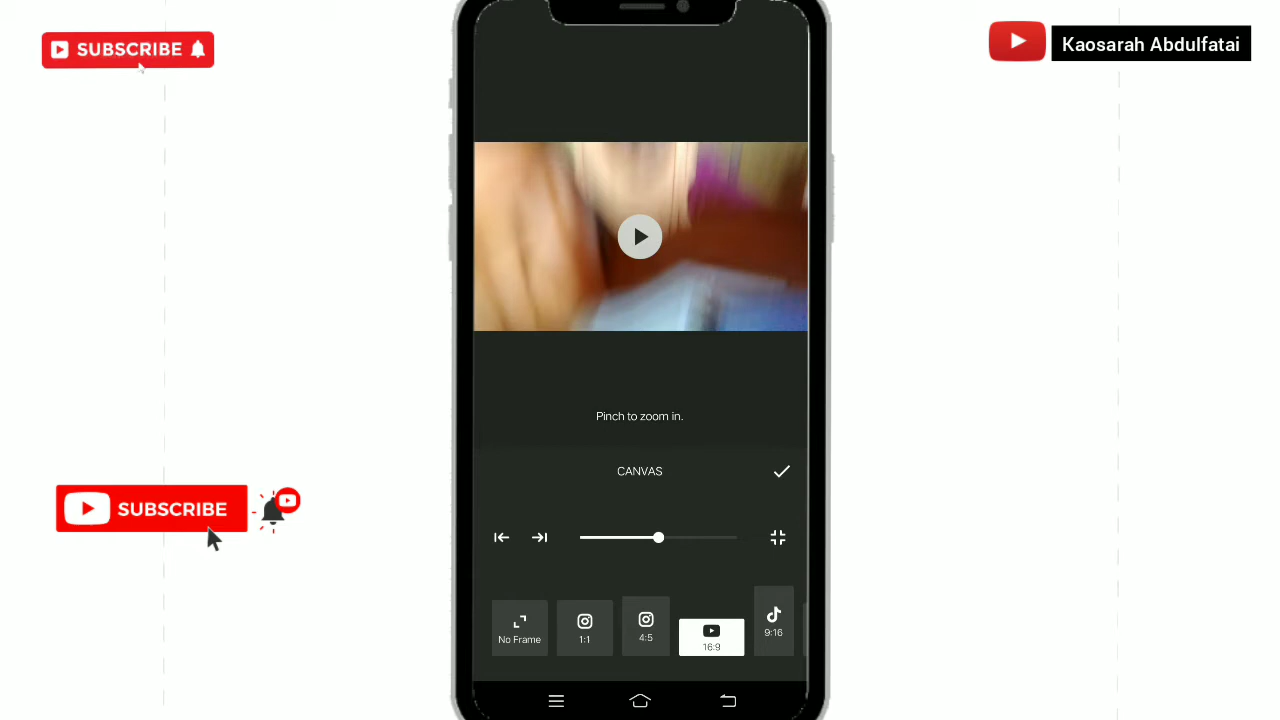 SUBSCRIBE
Kaosarah Abdulfatai
Pinch to zoom in.
CANVAS
SUBSCRIBE
No Frame
1:1
4:5
16:9
9:16